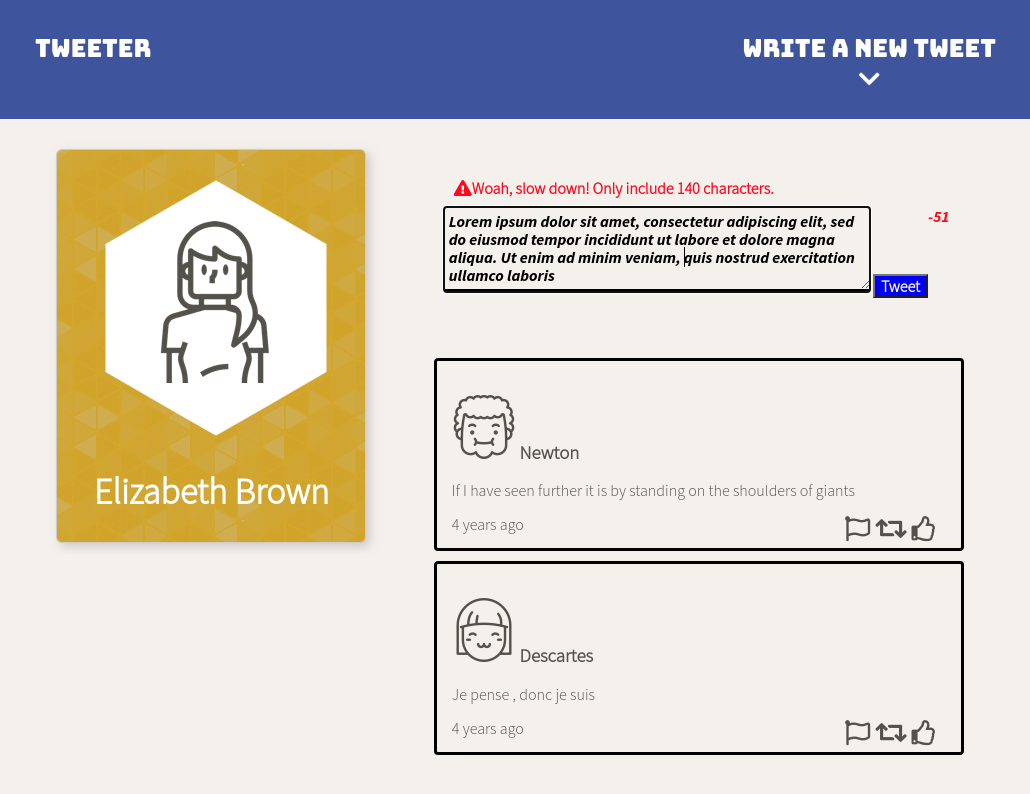 TWEETER
WRITE A NEW TWEET
Elizabeth Brown
Woah, slow down! Only include 140 characters.
Lorem ipsum dolor sit amet, consectetur adipiscing elit, sed
do eiusmod tempor incididunt ut labore et dolore magna
aliqua. Ut enim ad minim veniam, quis nostrud exercitation
ullamco laboris
-51
Tweet
Newton
If I have seen further it is by standing on the shoulders of giants
4 years ago
Descartes
Je pense , donc je suis
4 years ago